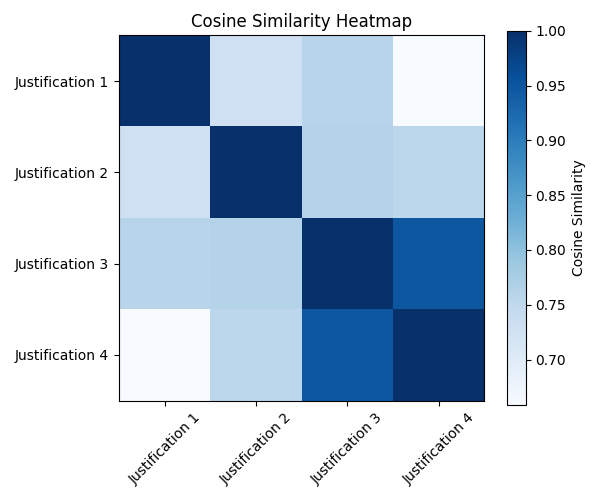 Cosine Similarity Heatmap
Justification 1
Justification 2
Justification 3
Justification 4
Justification 1
Justification 2
Justification 3
Justification 4
1.00
0.95
0.90
0.85
0.80
0.75
0.70
Cosine Similarity